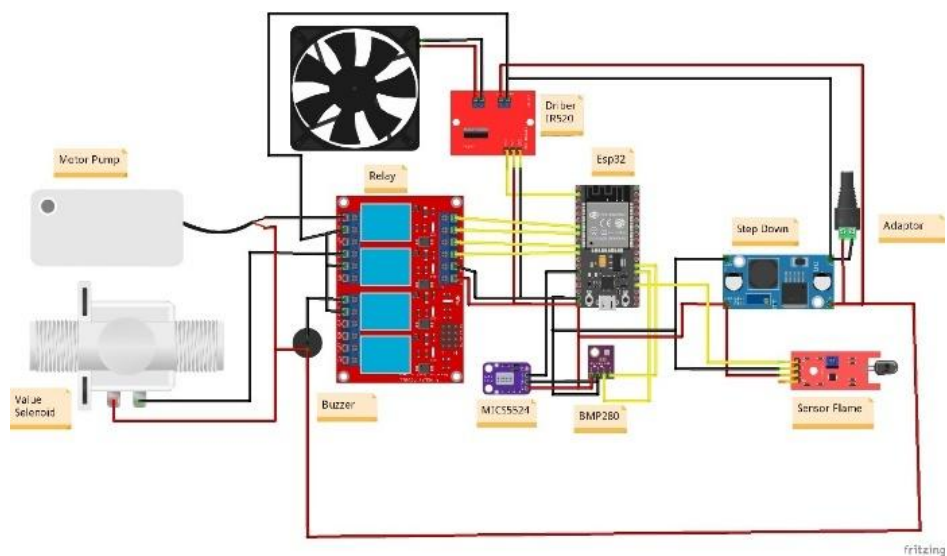 Driber
IR520
Esp32
Motor Pump
Relay
Step Down
Adaptor
Value
Selenoid
Buzzer
MICS5524
BMP280
Sensor Flame
fritzing